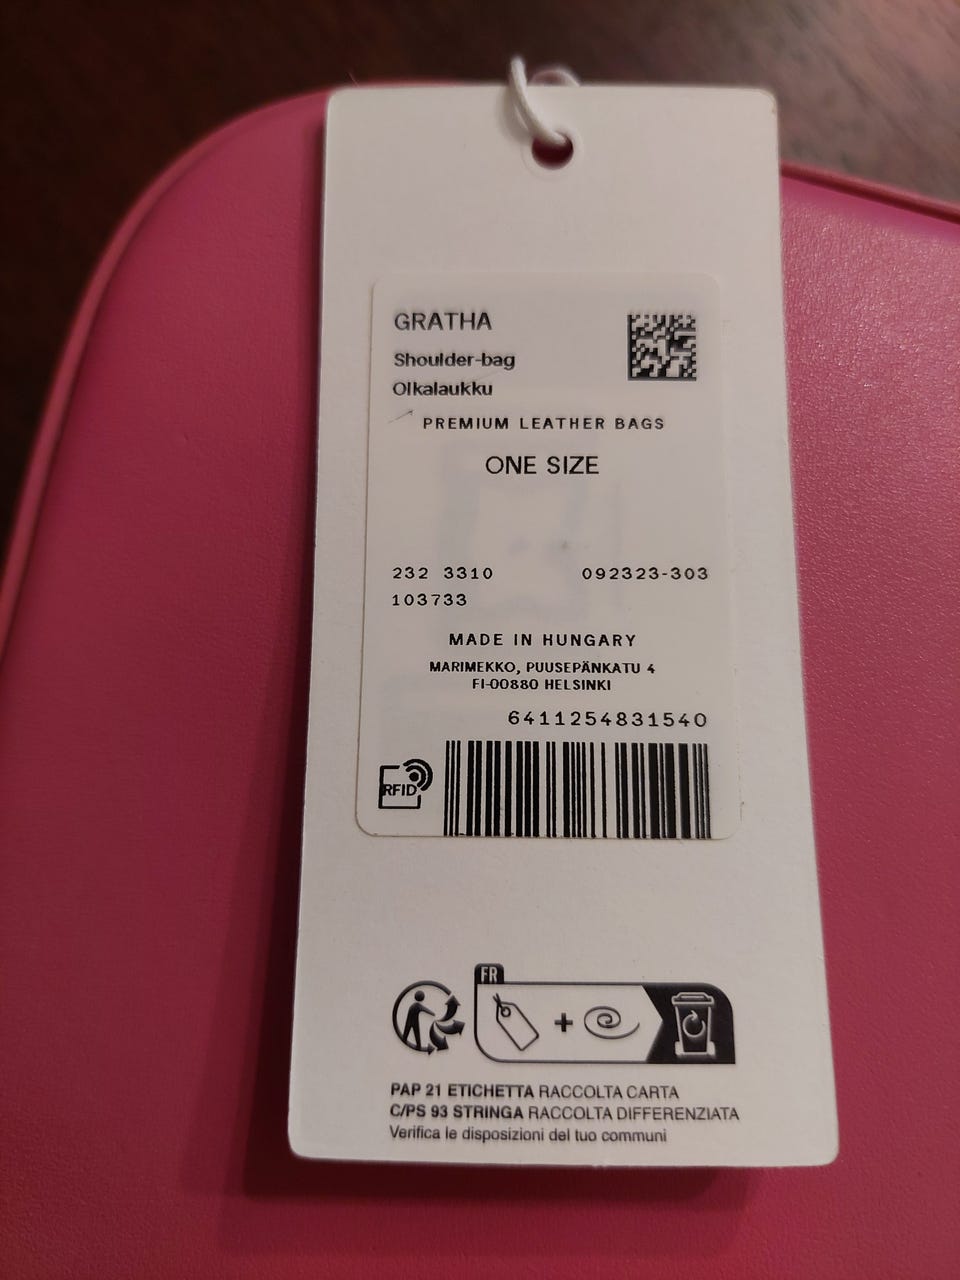 GRATHA
Shoulder-bag
Olkalaukku
PREMIUM LEATHER BAGS
ONE SIZE
232 3310 092323-303
103733
MADE IN HUNGARY
MARIMEKKO, PUUSEPÄNKATU 4
FI-00880 HELSINKI
6411254831540
RFID
FR
+
PAP 21 ETICHETTA RACCOLTA CARTA
C/PS 93 STRINGA RACCOLTA DIFFERENZIATA
Verifica le disposizioni del tuo communi